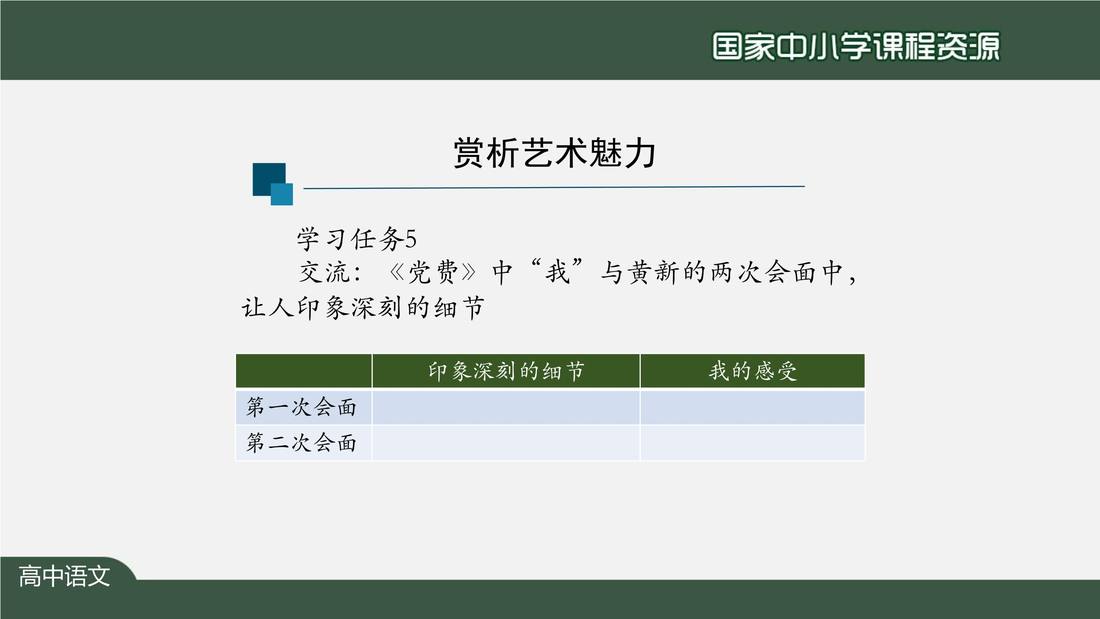 国家中小学课程资源
赏析艺术魅力
学习任务5
交流：《党费》中“我”与黄新的两次会面中，
让人印象深刻的细节
印象深刻的细节 我的感受
第一次会面
第二次会面
高中语文